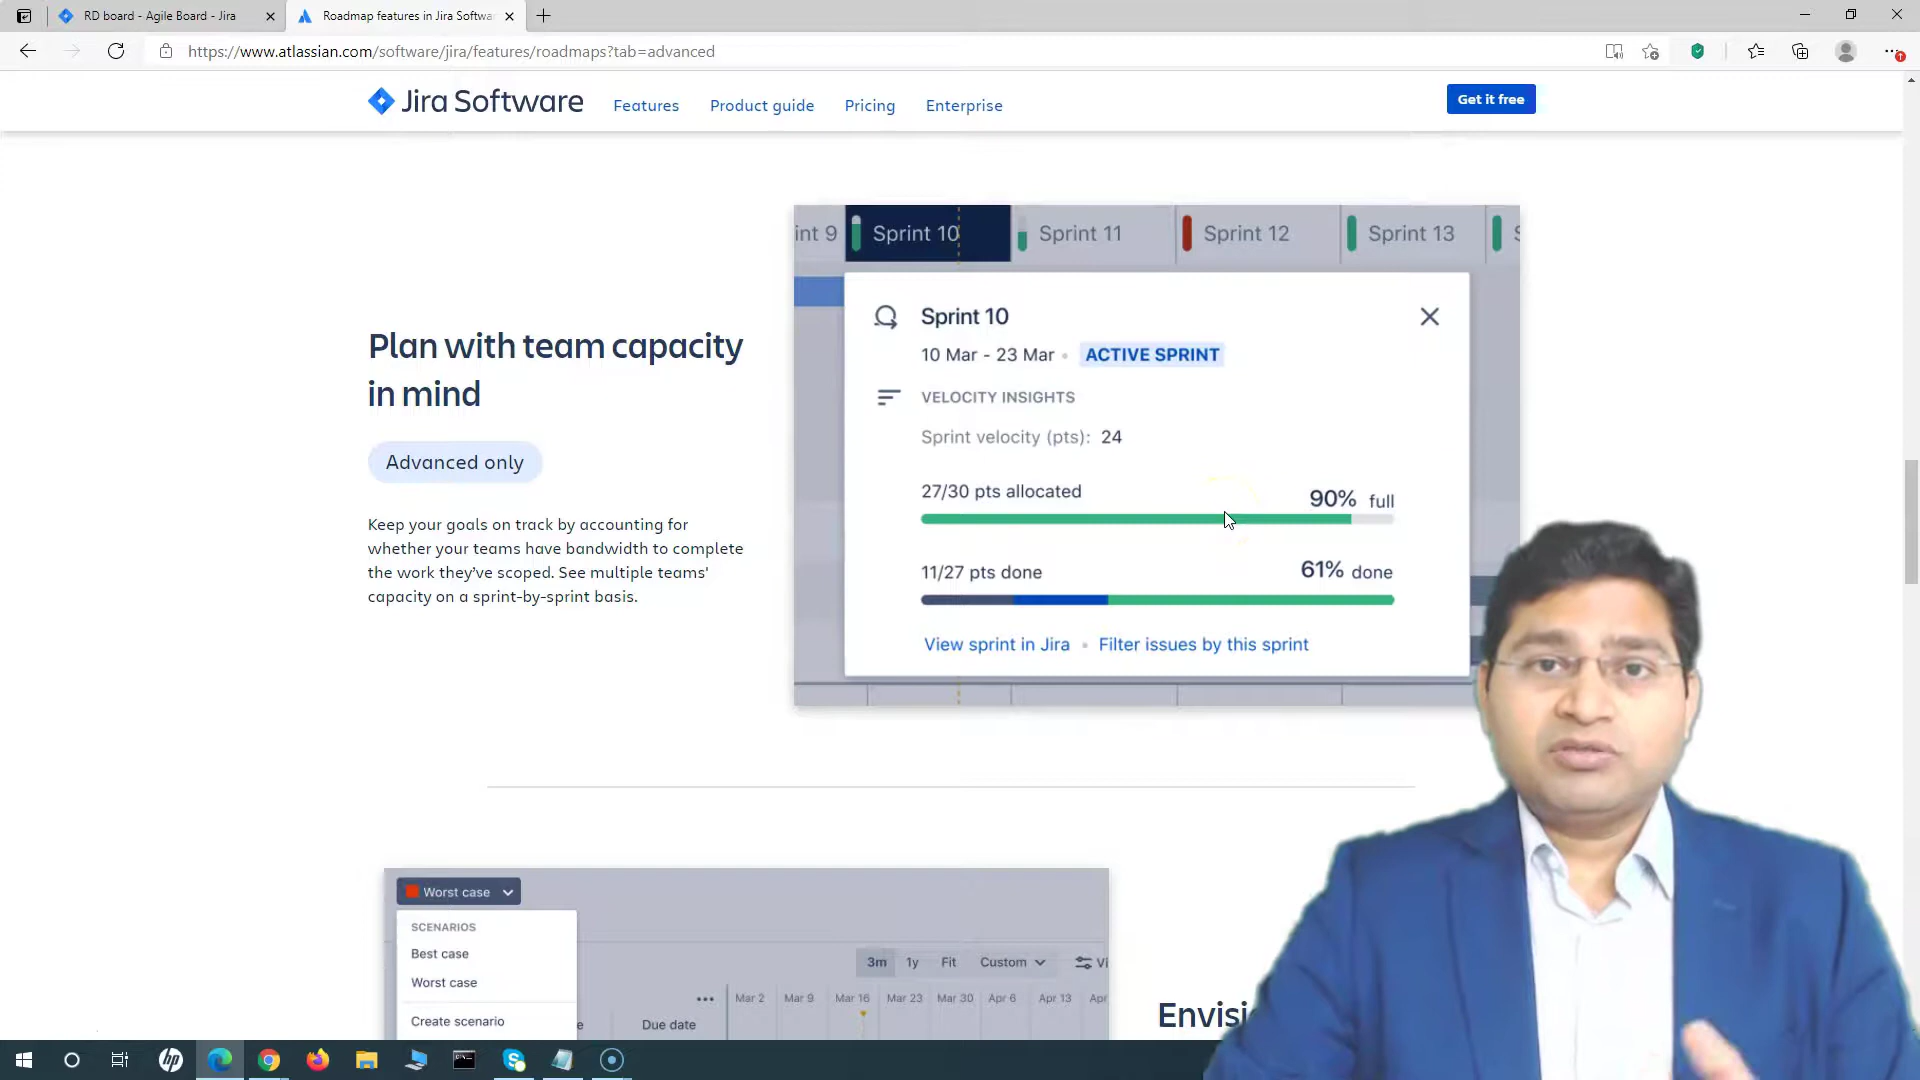 RD board - Agile Board - Jira
Roadmap features in Jira Softwar
https://www.atlassian.com/software/jira/features/roadmaps?tab=advanced
Jira Software
Features
Product guide
Pricing
Enterprise
Get it free
int 9
Sprint 10
Sprint 11
Sprint 12
Sprint 13
Plan with team capacity
in mind
Advanced only
Keep your goals on track by accounting for
whether your teams have bandwidth to complete
the work they've scoped. See multiple teams'
capacity on a sprint-by-sprint basis.
Sprint 10
10 Mar - 23 Mar • ACTIVE SPRINT
VELOCITY INSIGHTS
Sprint velocity (pts): 24
27/30 pts allocated
90% full
11/27 pts done
61% done
View sprint in Jira • Filter issues by this sprint
Worst case
SCENARIOS
Best case
Worst case
Create scenario
3m
1y
Fit
Custom
Vi
Mar 2
Mar 9
Mar 16
Mar 23
Mar 30
Apr 6
Apr 13
Apr
e
Due date
Envisi
hp